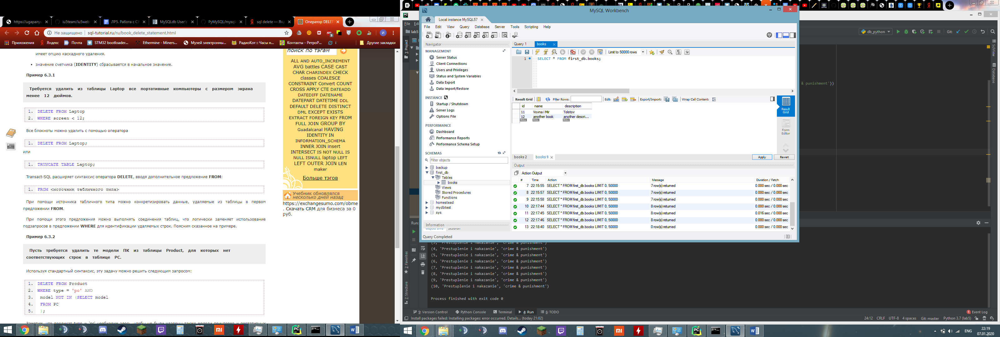 https://ugapanyu
iu5team/iu5web-
ЛР5. Работа с СУ
MySQLdb User's
PyMySQL/mysqlc
sql delete — Янд
Оператор DELET
Не защищено
sql-tutorial.ru/ru/book_delete_statement.html
Приложения
Яндекс
Почта
STM32 bootloader...
Ethermine - Miners...
Музей электронны...
РадиоКот :: Часы н...
Контакты - РетроР...
i
Другие закладки
имеет опцию каскадного удаления.
значение счетчика (IDENTITY) сбрасывается в начальное значение.
Пример 6.3.1
Требуется удалить из таблицы Laptop все портативные компьютеры с размером экрана
менее 12 дюймов.
1. DELETE FROM Laptop
2. WHERE screen < 12;
Все блокноты можно удалить с помощью оператора
1. DELETE FROM Laptop;
или
1. TRUNCATE TABLE Laptop;
Transact-SQL расширяет синтаксис оператора DELETE, вводя дополнительное предложение FROM:
1. FROM <источник табличного типа>
При помощи источника табличного типа можно конкретизировать данные, удаляемые из таблицы в первом
предложении FROM.
При помощи этого предложения можно выполнять соединения таблиц, что логически заменяет использование
подзапросов в предложении WHERE для идентификации удаляемых строк. Поясним сказанное на примере.
Пример 6.3.2
Пусть требуется удалить те модели ПК из таблицы Product, для которых нет
соответствующих строк в таблице PC.
Используя стандартный синтаксис, эту задачу можно решить следующим запросом:
1. DELETE FROM Product
2. WHERE type = 'pc' AND
3. model NOT IN (SELECT model
4. FROM PC
5. );
поиск по тэгам
ALL AND AUTO_INCREMENT
AVG battles CASE CAST
CHAR CHARINDEX CHECK
classes COALESCE
CONSTRAINT Convert COUNT
CROSS APPLY CTE DATEADD
DATEDIFF DATENAME
DATEPART DATETIME DDL
DEFAULT DELETE DISTINCT
DML EXCEPT EXISTS
EXTRACT FOREIGN KEY FROM
FULL JOIN GROUP BY
Guadalcanal HAVING
IDENTITY IN
INFORMATION_SCHEMA
INNER JOIN insert
INTERSECT IS NOT NULL IS
NULL ISNULL laptop LEFT
LEFT OUTER JOIN LEN
maker
Больше тэгов
Учебник обновлялся
несколько дней назад
https://exchangesumo.com/obme
. Скачать CRM для бизнеса за 0
руб.
MySQL Workbench
Local instance MySQL57
File Edit View Query Database Server Tools Scripting Help
Navigator
MANAGEMENT
Server Status
Client Connections
Users and Privileges
Status and System Variables
Data Export
Data Import/Restore
INSTANCE
Startup / Shutdown
Server Logs
Options File
PERFORMANCE
Dashboard
Performance Reports
Performance Schema Setup
SCHEMAS
Filter objects
backup
first_db
Tables
books
Views
Stored Procedures
Functions
homestead
mydbtest
sys
Information
Object Info Session
Query Completed
Query 1
books
Limit to 50000 rows
1 SELECT * FROM first_db.books;
Result Grid
Filter Rows:
Edit:
Export/Import:
Wrap Cell Content:
id name description
11 Vovna i Mir Tolstov
12 another book another descri...
NULL NULL NULL
Result
Grid
Form
Editor
books 2
books 9
Apply
Revert
Output
Action Output
# Time Action Message Duration / Fetch
7 22:15:55 SELECT * FROM first_db.books LIMIT 0, 50000 7 row(s) returned 0.000 sec / 0.000 sec
8 22:15:57 SELECT * FROM first_db.books LIMIT 0, 50000 7 row(s) returned 0.000 sec / 0.000 sec
9 22:15:58 SELECT * FROM first_db.books LIMIT 0, 50000 7 row(s) returned 0.000 sec / 0.000 sec
10 22:17:44 SELECT * FROM first_db.books LIMIT 0, 50000 8 row(s) returned 0.000 sec / 0.000 sec
11 22:17:45 SELECT * FROM first_db.books LIMIT 0, 50000 8 row(s) returned 0.016 sec / 0.000 sec
12 22:17:46 SELECT * FROM first_db.books LIMIT 0, 50000 8 row(s) returned 0.000 sec / 0.000 sec
13 22:18:40 SELECT * FROM first_db.books LIMIT 0, 50000 0 row(s) returned 0.000 sec / 0.000 sec
File
lab5
1: Project
db_python
Git:
SciView
Database
& punishment'))
Run:
2: Favorites
7: Structure
(3, 'Prestuplenie i nakazanie', 'crime & punishment')
(4, 'Prestuplenie i nakazanie', 'crime & punishment')
(5, 'Prestuplenie i nakazanie', 'crime & punishment')
(6, 'Prestuplenie i nakazanie', 'crime & punishment')
(7, 'Prestuplenie i nakazanie', 'crime & punishment')
(8, 'Prestuplenie i nakazanie', 'crime & punishment')
(9, 'Prestuplenie i nakazanie', 'crime & punishment')
(10, 'Prestuplenie i nakazanie', 'crime & punishment')
Process finished with exit code 0
9: Version Control
Python Console
Terminal
4: Run
6: TODO
1 Event Log
Install packages failed: Installing packages: error occurred. Details... (today 21:02)
24:12 CRLF UTF-8 4 spaces Git: master Python 3.7 (lab5)
ENG
22:19
07.01.2020